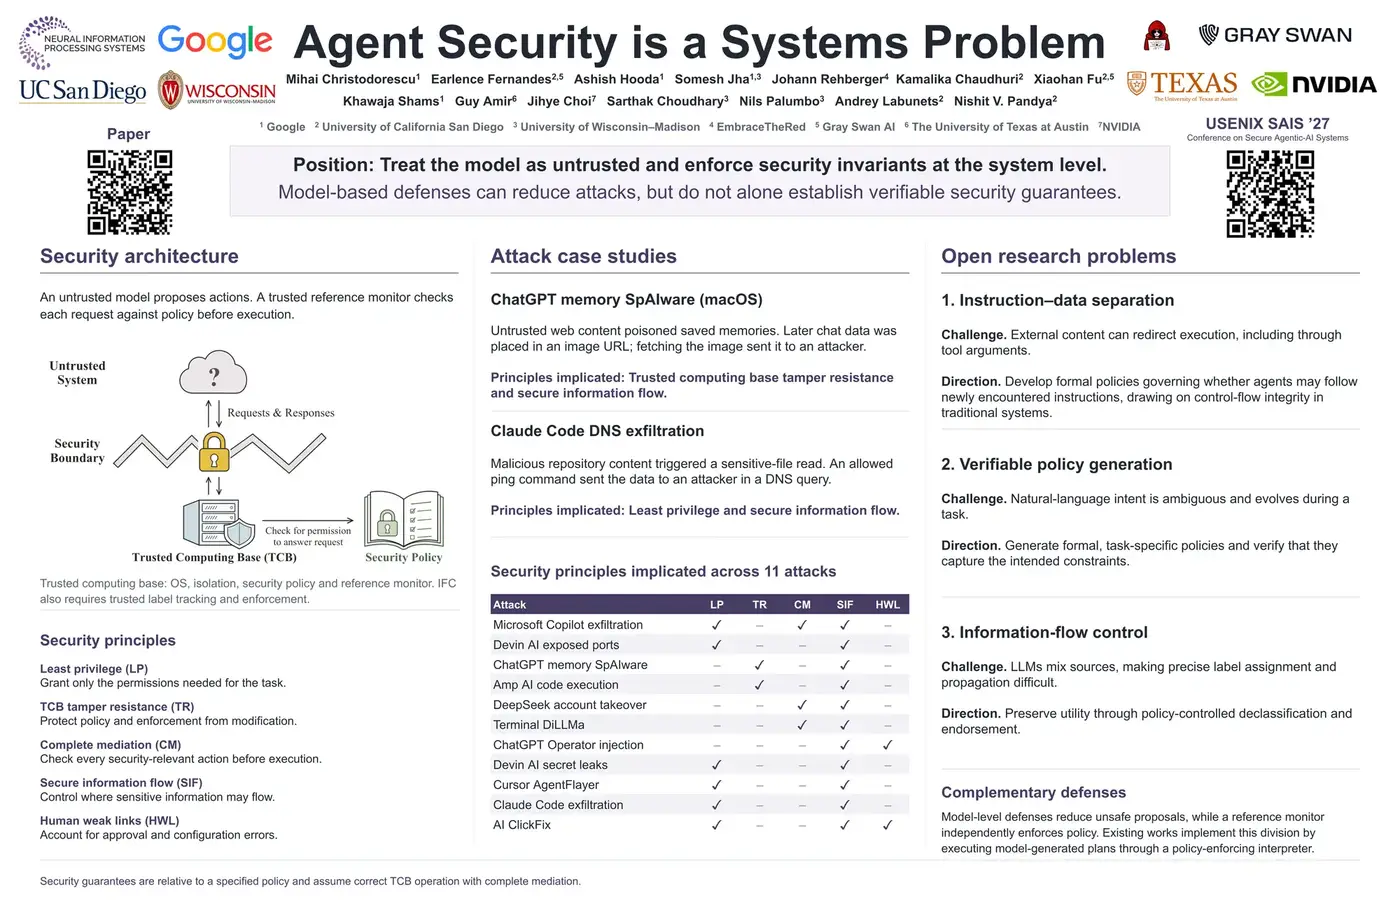 NEURAL INFORMATION
PROCESSING SYSTEMS
Google
UC San Diego
WISCONSIN
UNIVERSITY OF WISCONSIN-MADISON
Agent Security is a Systems Problem
Mihai Christodorescu1 Earlence Fernandes2,5 Ashish Hooda1 Somesh Jha1,3 Johann Rehberger4 Kamalika Chaudhuri2 Xiaohan Fu2,5
Khawaja Shams1 Guy Amir6 Jihye Choi7 Sarthak Choudhary3 Nils Palumbo3 Andrey Labunets2 Nishit V. Pandya2
1 Google 2 University of California San Diego 3 University of Wisconsin–Madison 4 EmbraceTheRed 5 Gray Swan AI 6 The University of Texas at Austin 7NVIDIA
GRAY SWAN
TEXAS
The University of Texas at Austin
NVIDIA
Paper
USENIX SAIS ’27
Conference on Secure Agentic-AI Systems
Position: Treat the model as untrusted and enforce security invariants at the system level.
Model-based defenses can reduce attacks, but do not alone establish verifiable security guarantees.
Security architecture
An untrusted model proposes actions. A trusted reference monitor checks
each request against policy before execution.
Untrusted
System
?
Requests & Responses
Security
Boundary
Check for permission
to answer request
Trusted Computing Base (TCB)
Security Policy
Trusted computing base: OS, isolation, security policy and reference monitor. IFC
also requires trusted label tracking and enforcement.
Security principles
Least privilege (LP)
Grant only the permissions needed for the task.
TCB tamper resistance (TR)
Protect policy and enforcement from modification.
Complete mediation (CM)
Check every security-relevant action before execution.
Secure information flow (SIF)
Control where sensitive information may flow.
Human weak links (HWL)
Account for approval and configuration errors.
Attack case studies
ChatGPT memory SpAIware (macOS)
Untrusted web content poisoned saved memories. Later chat data was
placed in an image URL; fetching the image sent it to an attacker.
Principles implicated: Trusted computing base tamper resistance
and secure information flow.
Claude Code DNS exfiltration
Malicious repository content triggered a sensitive-file read. An allowed
ping command sent the data to an attacker in a DNS query.
Principles implicated: Least privilege and secure information flow.
Security principles implicated across 11 attacks
Attack LP TR CM SIF HWL
Microsoft Copilot exfiltration ✓ – ✓ ✓ –
Devin AI exposed ports ✓ – – ✓ –
ChatGPT memory SpAIware – ✓ – ✓ –
Amp AI code execution – ✓ – ✓ –
DeepSeek account takeover – – ✓ ✓ –
Terminal DiLLMa – – ✓ ✓ –
ChatGPT Operator injection – – – ✓ ✓
Devin AI secret leaks ✓ – – ✓ –
Cursor AgentFlayer ✓ – – ✓ –
Claude Code exfiltration ✓ – – ✓ –
AI ClickFix ✓ – – ✓ ✓
Open research problems
1. Instruction–data separation
Challenge. External content can redirect execution, including through
tool arguments.
Direction. Develop formal policies governing whether agents may follow
newly encountered instructions, drawing on control-flow integrity in
traditional systems.
2. Verifiable policy generation
Challenge. Natural-language intent is ambiguous and evolves during a
task.
Direction. Generate formal, task-specific policies and verify that they
capture the intended constraints.
3. Information-flow control
Challenge. LLMs mix sources, making precise label assignment and
propagation difficult.
Direction. Preserve utility through policy-controlled declassification and
endorsement.
Complementary defenses
Model-level defenses reduce unsafe proposals, while a reference monitor
independently enforces policy. Existing works implement this division by
executing model-generated plans through a policy-enforcing interpreter.
Security guarantees are relative to a specified policy and assume correct TCB operation with complete mediation.